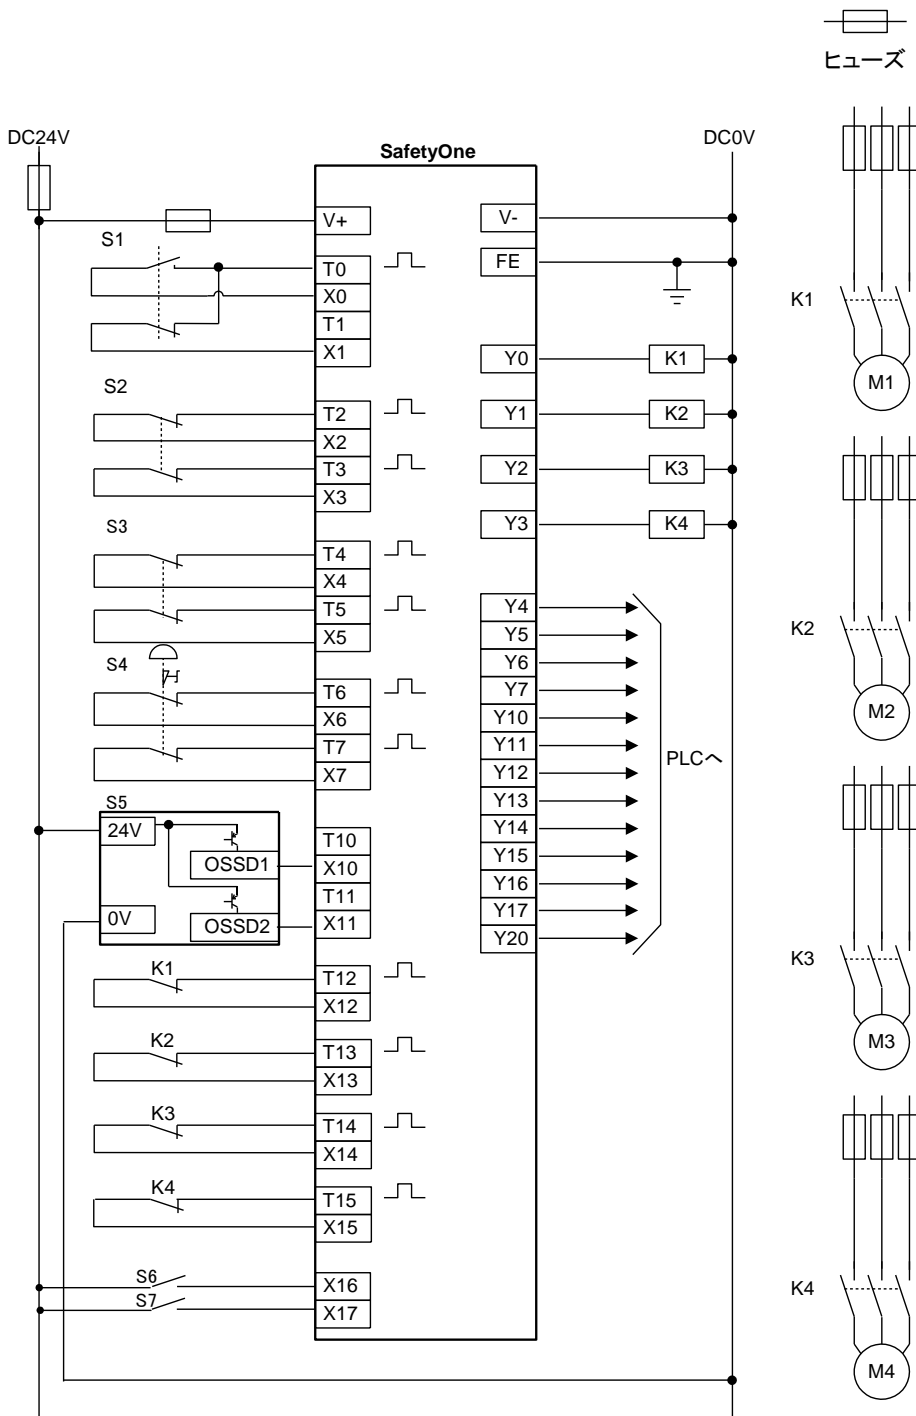 ヒューズ
DC24V
SafetyOne
DC0V
V+
V-
S1
T0
FE
X0
T1
X1
K1
Y0
K1
M1
S2
T2
Y1
K2
X2
T3
Y2
K3
X3
S3
Y3
K4
T4
X4
T5
X5
Y4
Y5
Y6
Y7
Y10
Y11
Y12
Y13
Y14
Y15
Y16
Y17
Y20
PLCへ
K2
M2
S4
T6
X6
T7
X7
S5
24V
OSSD1
0V
OSSD2
T10
X10
T11
X11
K1
T12
X12
K3
M3
K2
T13
X13
K3
T14
X14
K4
T15
X15
S6
X16
S7
X17
K4
M4